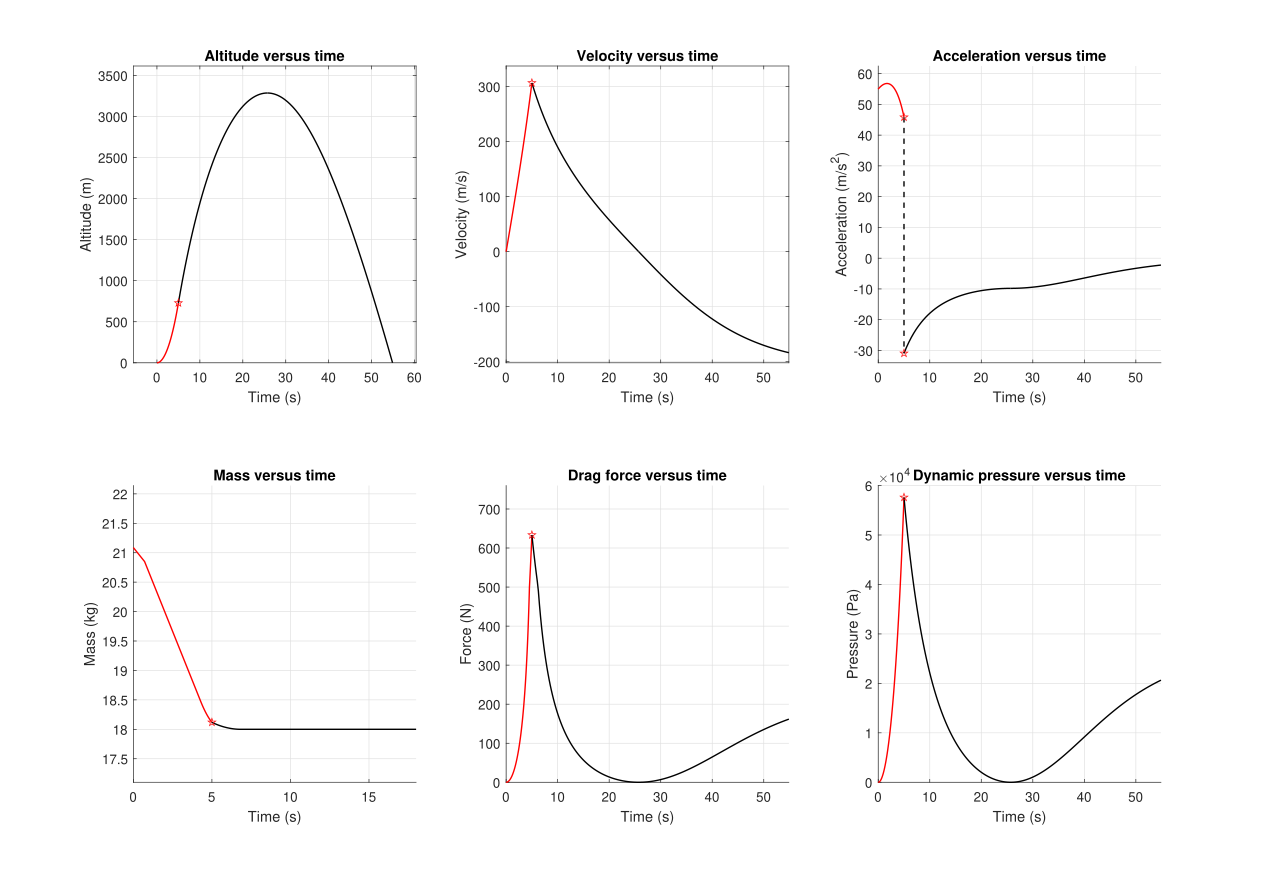 Altitude versus time
3500
3000
2500
2000
1500
1000
500
0
Altitude (m)
0 10 20 30 40 50 60
Time (s)
Velocity versus time
300
200
100
0
-100
-200
Velocity (m/s)
0 10 20 30 40 50
Time (s)
Acceleration versus time
60
50
40
30
20
10
0
-10
-20
-30
Acceleration (m/s²)
0 10 20 30 40 50
Time (s)
Mass versus time
22
21.5
21
20.5
20
19.5
19
18.5
18
17.5
Mass (kg)
0 5 10 15
Time (s)
Drag force versus time
700
600
500
400
300
200
100
0
Force (N)
0 10 20 30 40 50
Time (s)
×10⁴ Dynamic pressure versus time
6
5
4
3
2
1
0
Pressure (Pa)
0 10 20 30 40 50
Time (s)